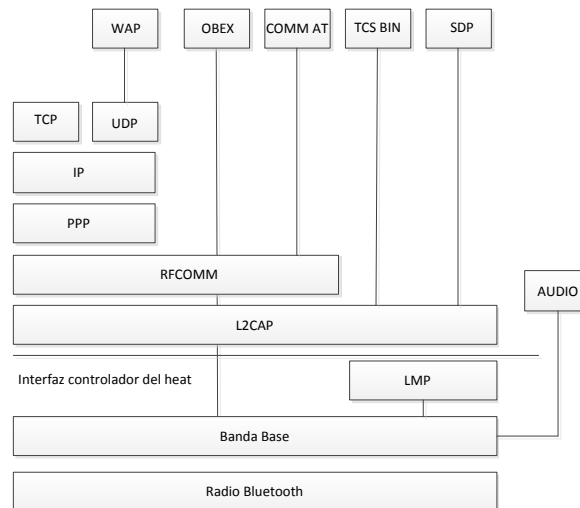 WAP
OBEX
COMM AT
TCS BIN
SDP
TCP
UDP
IP
PPP
RFCOMM
AUDIO
L2CAP
Interfaz controlador del heat
LMP
Banda Base
Radio Bluetooth